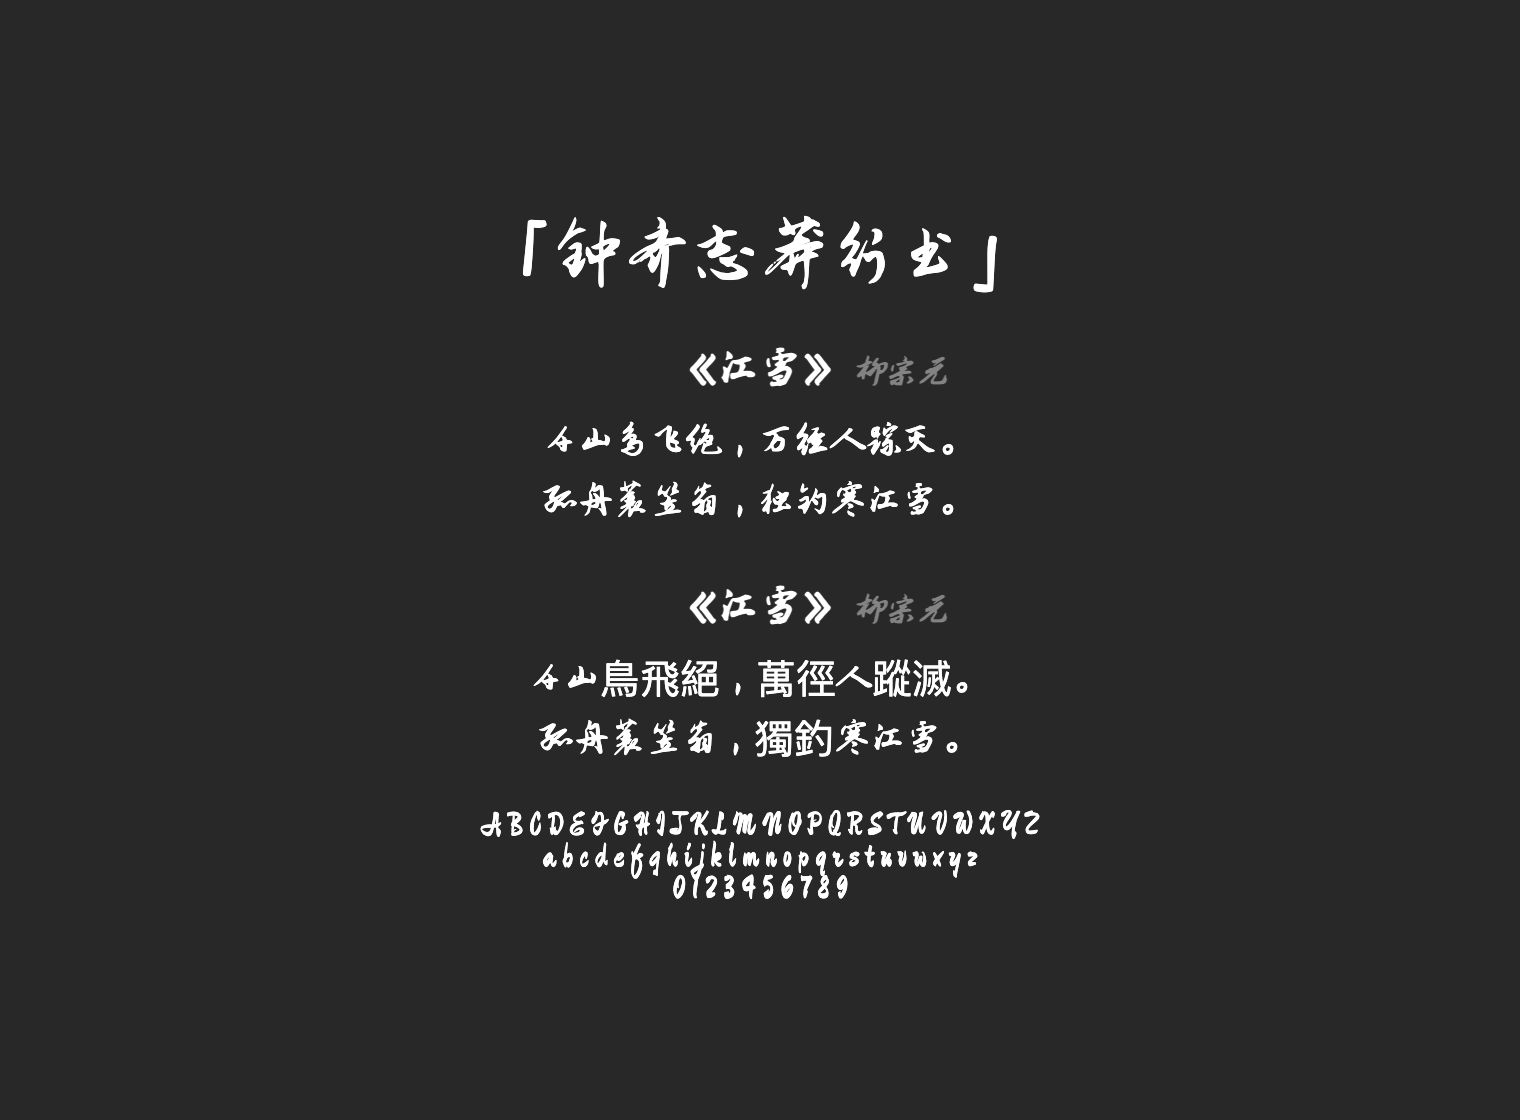 「钟齐志莽行书」
《江雪》 柳宗元
千山鸟飞绝，万径人踪灭。
孤舟蓑笠翁，独钓寒江雪。
《江雪》 柳宗元
千山鳥飛絕，萬徑人蹤滅。
孤舟蓑笠翁，獨釣寒江雪。
ABCDEFGHIJKLMNOPQRSTUVWXYZ
abcdefghijklmnopqrstuvwxyz
0123456789